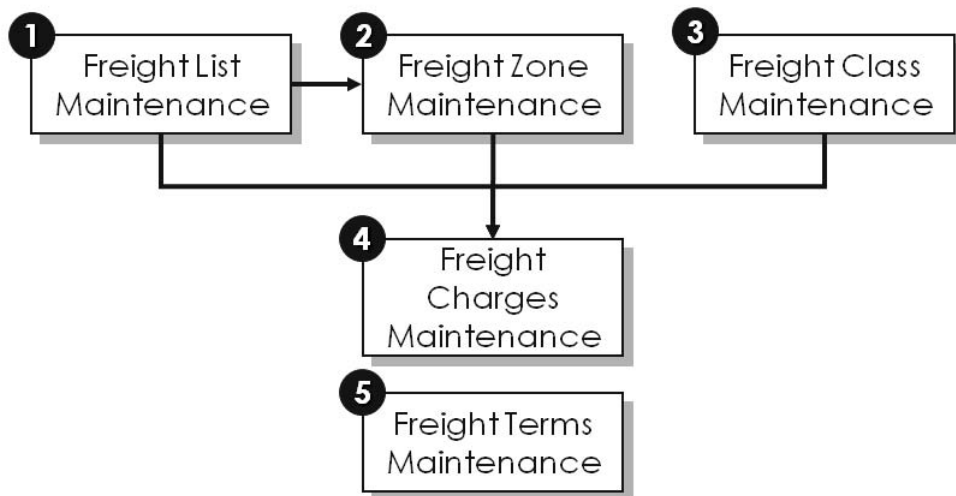 1
Freight List
Maintenance
2
Freight Zone
Maintenance
3
Freight Class
Maintenance
4
Freight
Charges
Maintenance
5
Freight Terms
Maintenance